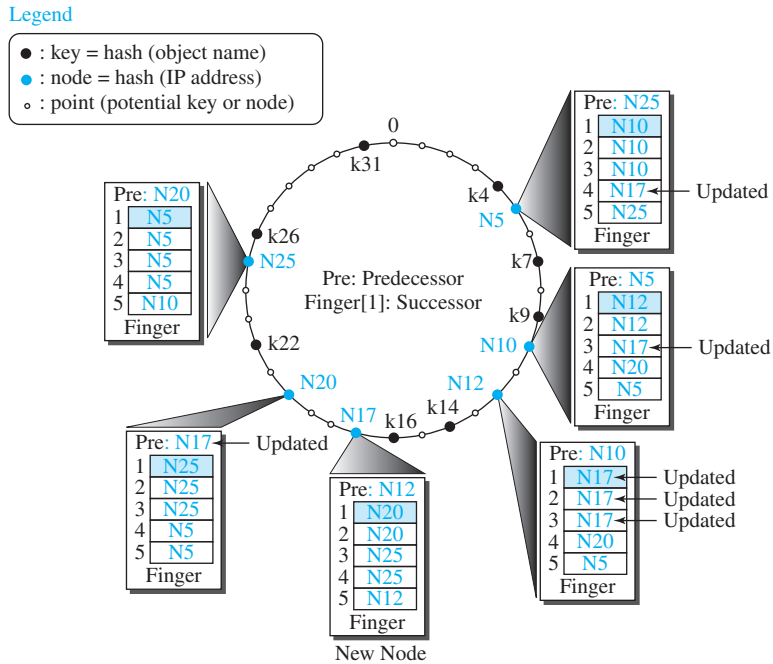 Legend
: key = hash (object name)
: node = hash (IP address)
: point (potential key or node)
0
k31
k4
N5
k7
k9
N10
N12
k14
k16
N17
N20
k22
N25
k26
Pre: Predecessor
Finger[1]: Successor
Pre: N25
1 N10
2 N10
3 N10
4 N17 Updated
5 N25
Finger
Pre: N5
1 N12
2 N12
3 N17 Updated
4 N20
5 N5
Finger
Pre: N10
1 N17 Updated
2 N17 Updated
3 N17 Updated
4 N20
5 N5
Finger
Pre: N12
1 N20
2 N20
3 N25
4 N25
5 N12
Finger
New Node
Pre: N17 Updated
1 N25
2 N25
3 N25
4 N5
5 N5
Finger
Pre: N20
1 N5
2 N5
3 N5
4 N5
5 N10
Finger